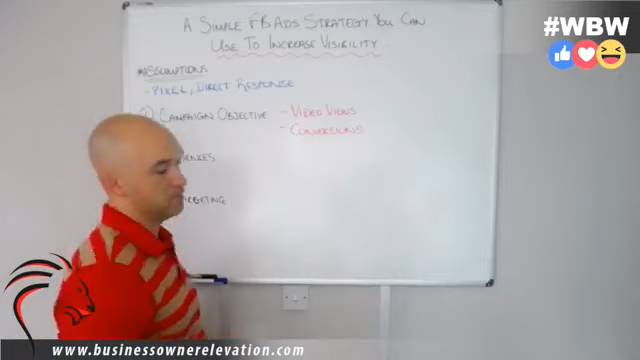 #WBW
A SIMPLE FB ADS STRATEGY YOU CAN
USE TO INCREASE VISIBILITY
*ASSUMPTIONS
- PIXEL, DIRECT RESPONSE
CAMPAIGN OBJECTIVE - VIDEO VIEWS
- CONVERSIONS
www.businessownerelevation.com